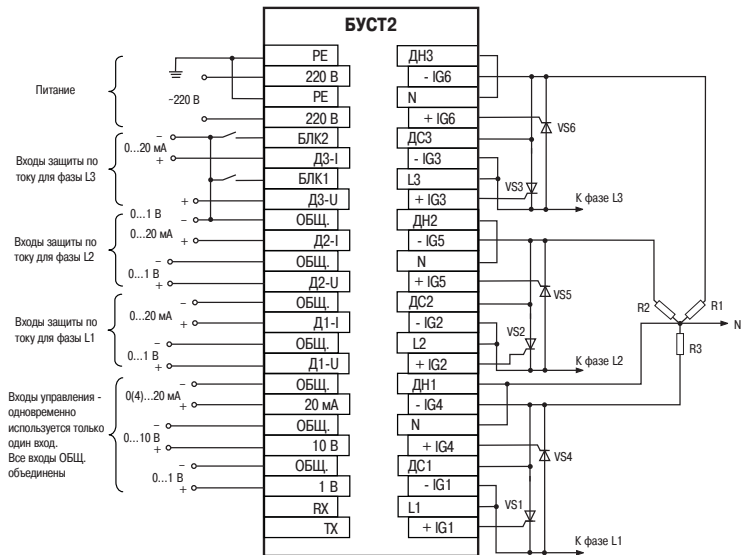 БУСТ2
Питание
~220 В
PE
220 В
PE
220 В
Входы защиты по
току для фазы L3
–
0...20 мА
+
+
БЛК2
Д3-I
БЛК1
Д3-U
Входы защиты по
току для фазы L2
0...1 В
–
0...20 мА
+
–
0...1 В
+
ОБЩ.
Д2-I
ОБЩ.
Д2-U
Входы защиты по
току для фазы L1
–
0...20 мА
+
–
0...1 В
+
ОБЩ.
Д1-I
ОБЩ.
Д1-U
Входы управления -
одновременно
используется только
один вход.
Все входы ОБЩ.
объединены
–
0(4)...20 мА
+
–
0...10 В
+
–
0...1 В
+
ОБЩ.
20 мА
ОБЩ.
10 В
ОБЩ.
1 В
RX
TX
ДН3
- IG6
N
+ IG6
ДС3
- IG3
L3
+ IG3
ДН2
- IG5
N
+ IG5
ДС2
- IG2
L2
+ IG2
ДН1
- IG4
N
+ IG4
ДС1
- IG1
L1
+ IG1
VS6
VS3
К фазе L3
VS5
VS2
К фазе L2
VS4
VS1
К фазе L1
R2
R1
R3
N